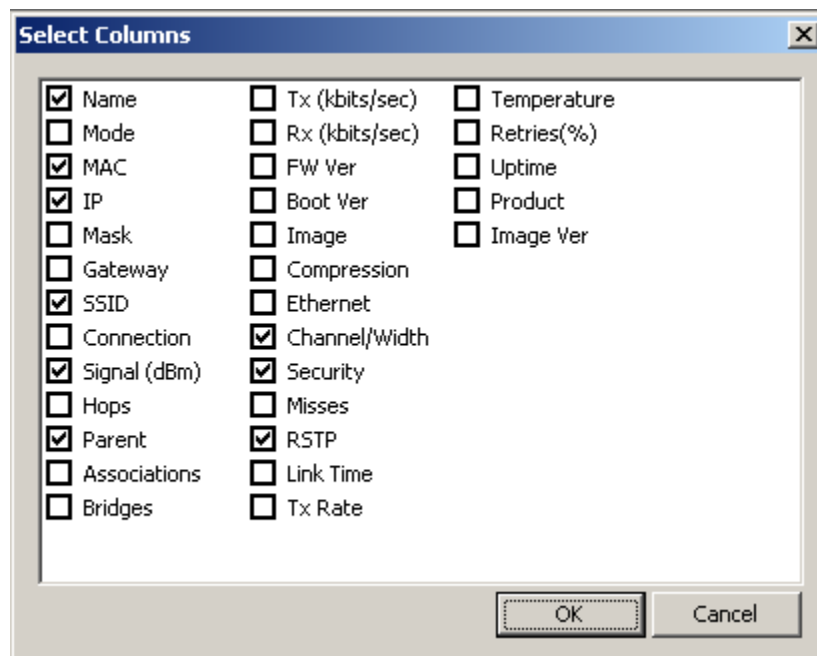 Select Columns
Name
Mode
MAC
IP
Mask
Gateway
SSID
Connection
Signal (dBm)
Hops
Parent
Associations
Bridges
Tx (kbits/sec)
Rx (kbits/sec)
FW Ver
Boot Ver
Image
Compression
Ethernet
Channel/Width
Security
Misses
RSTP
Link Time
Tx Rate
Temperature
Retries(%)
Uptime
Product
Image Ver
OK
Cancel